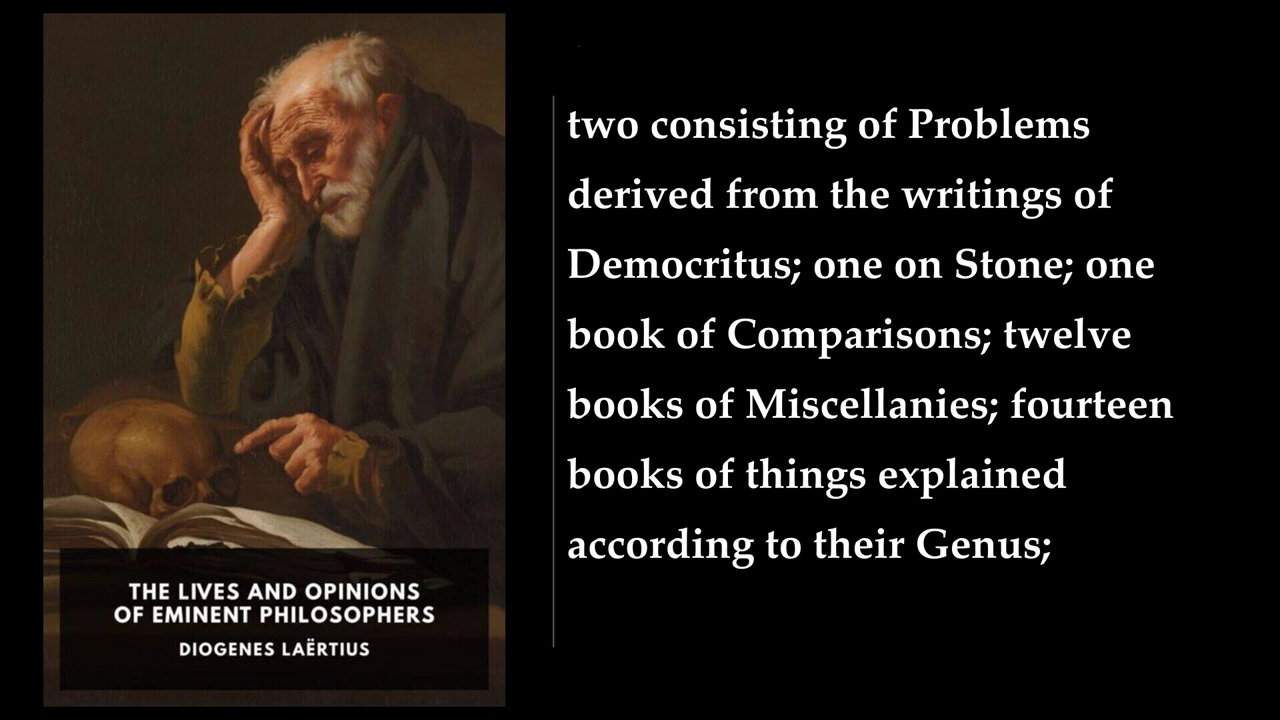 THE LIVES AND OPINIONS
OF EMINENT PHILOSOPHERS
DIOGENES LAËRTIUS
two consisting of Problems
derived from the writings of
Democritus; one on Stone; one
book of Comparisons; twelve
books of Miscellanies; fourteen
books of things explained
according to their Genus;